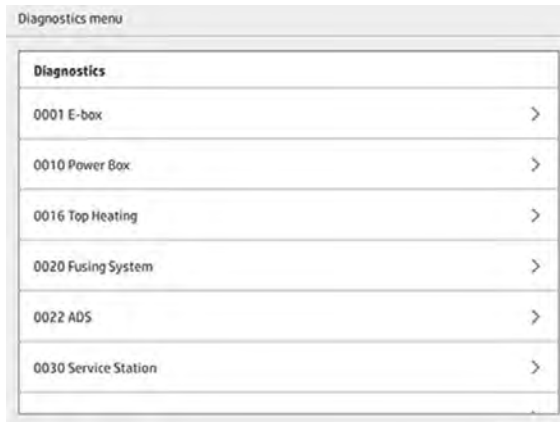 Diagnostics menu
Diagnostics
0001 E-box
0010 Power Box
0016 Top Heating
0020 Fusing System
0022 ADS
0030 Service Station